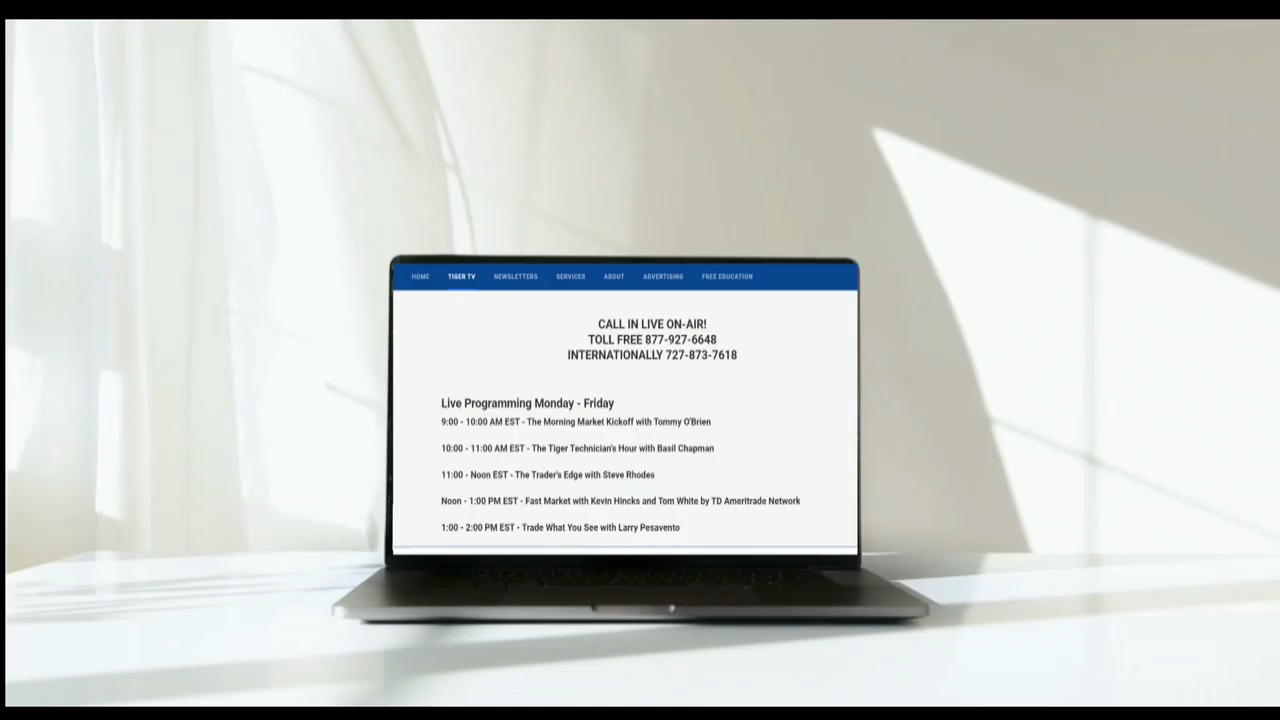 HOME TIGER TV NEWSLETTERS SERVICES ABOUT ADVERTISING FREE EDUCATION
CALL IN LIVE ON-AIR!
TOLL FREE 877-927-6648
INTERNATIONALLY 727-873-7618
Live Programming Monday - Friday
9:00 - 10:00 AM EST - The Morning Market Kickoff with Tommy O'Brien
10:00 - 11:00 AM EST - The Tiger Technician's Hour with Basil Chapman
11:00 - Noon EST - The Trader's Edge with Steve Rhodes
Noon - 1:00 PM EST - Fast Market with Kevin Hincks and Tom White by TD Ameritrade Network
1:00 - 2:00 PM EST - Trade What You See with Larry Pesavento